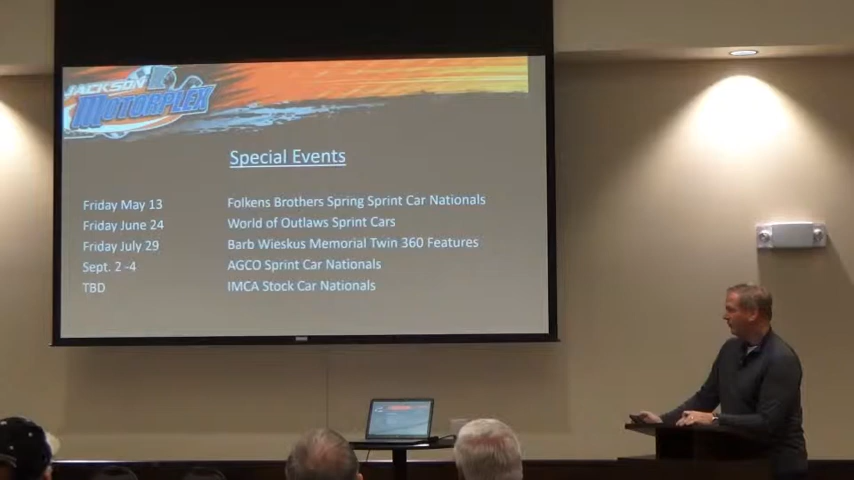 JACKSON
MOTORPLEX
Special Events
Friday May 13 Folkens Brothers Spring Sprint Car Nationals
Friday June 24 World of Outlaws Sprint Cars
Friday July 29 Barb Wieskus Memorial Twin 360 Features
Sept. 2 -4 AGCO Sprint Car Nationals
TBD IMCA Stock Car Nationals